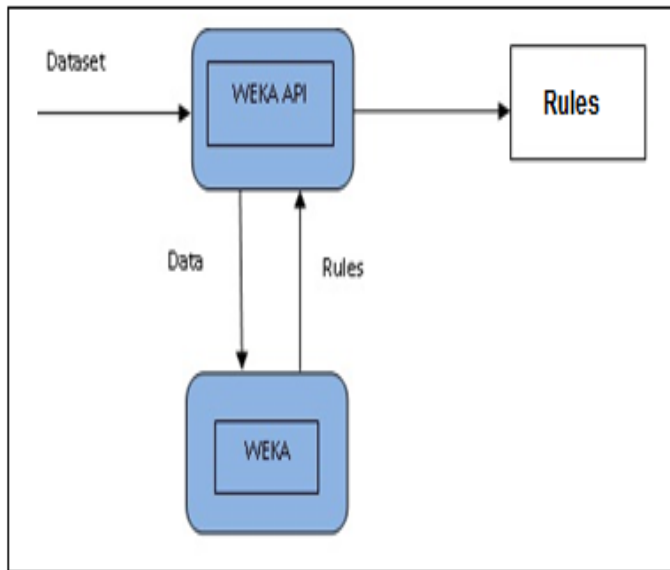 Dataset
WEKA API
Rules
Data
Rules
WEKA